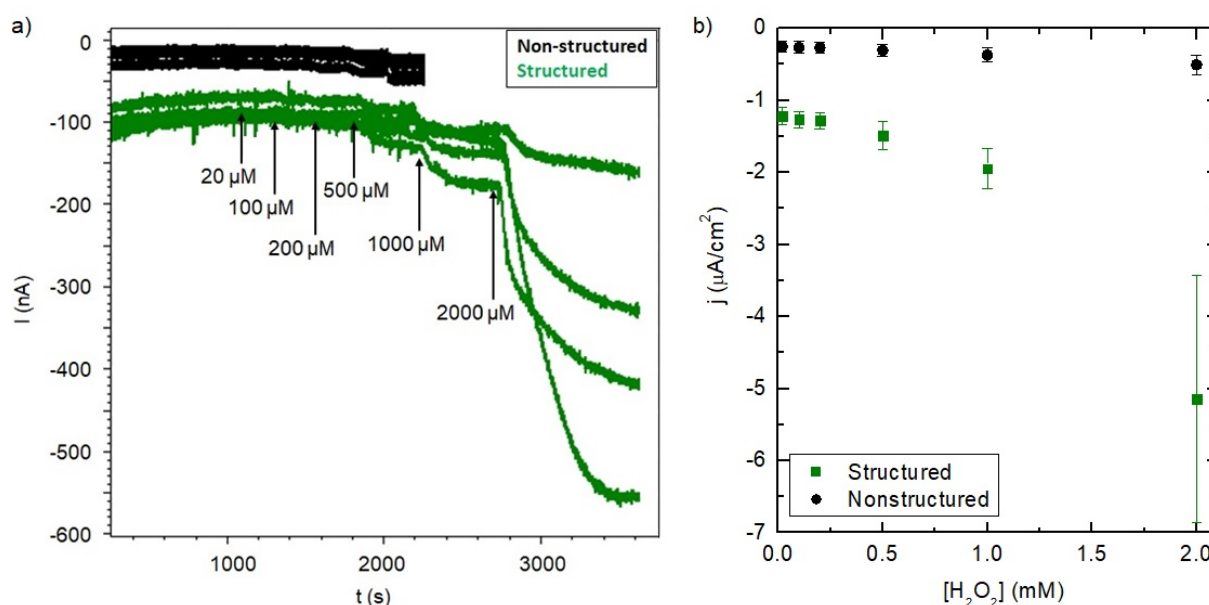 a)
Non-structured
Structured
0
-100
-200
-300
-400
-500
-600
I (nA)
20 µM
100 µM
200 µM
500 µM
1000 µM
2000 µM
1000
2000
3000
t (s)
b)
0
-1
-2
-3
-4
-5
-6
-7
j (µA/cm²)
Structured
Nonstructured
0.0
0.5
1.0
1.5
2.0
[H₂O₂] (mM)